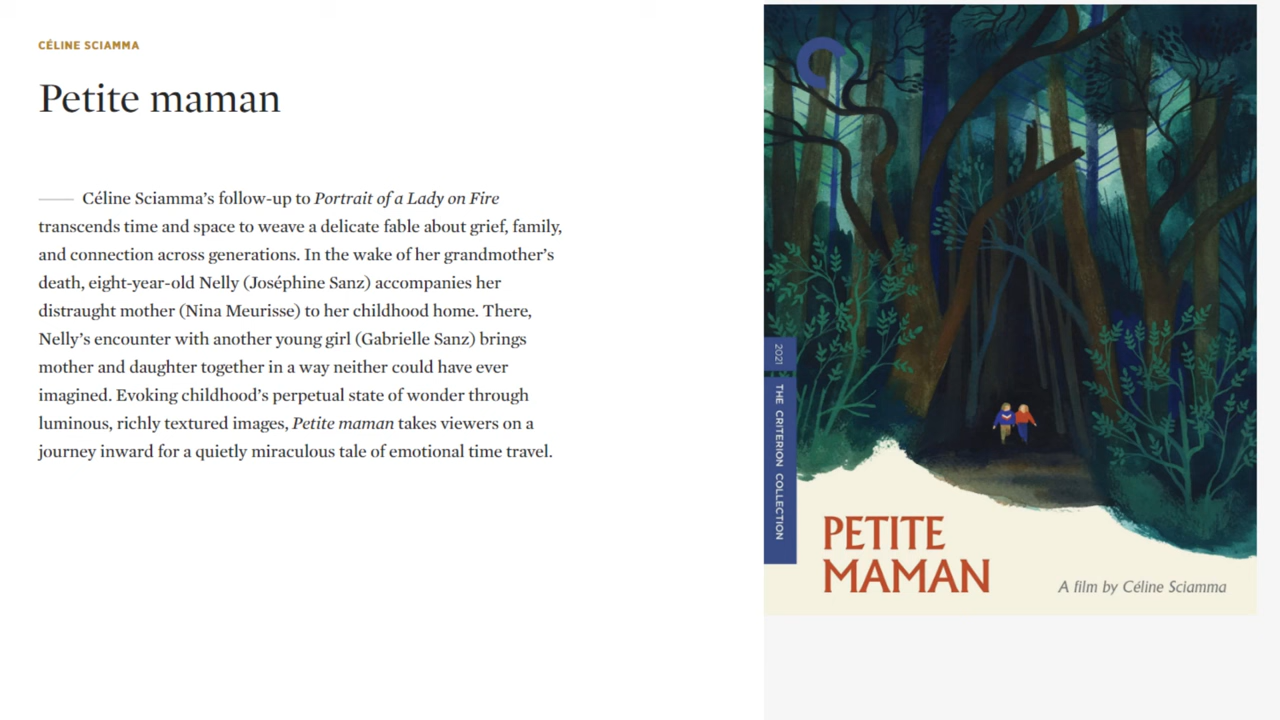 CÉLINE SCIAMMA
Petite maman
Céline Sciamma’s follow-up to Portrait of a Lady on Fire
transcends time and space to weave a delicate fable about grief, family,
and connection across generations. In the wake of her grandmother’s
death, eight-year-old Nelly (Joséphine Sanz) accompanies her
distraught mother (Nina Meurisse) to her childhood home. There,
Nelly’s encounter with another young girl (Gabrielle Sanz) brings
mother and daughter together in a way neither could have ever
imagined. Evoking childhood’s perpetual state of wonder through
luminous, richly textured images, Petite maman takes viewers on a
journey inward for a quietly miraculous tale of emotional time travel.
2021
THE CRITERION COLLECTION
PETITE
MAMAN
A film by Céline Sciamma